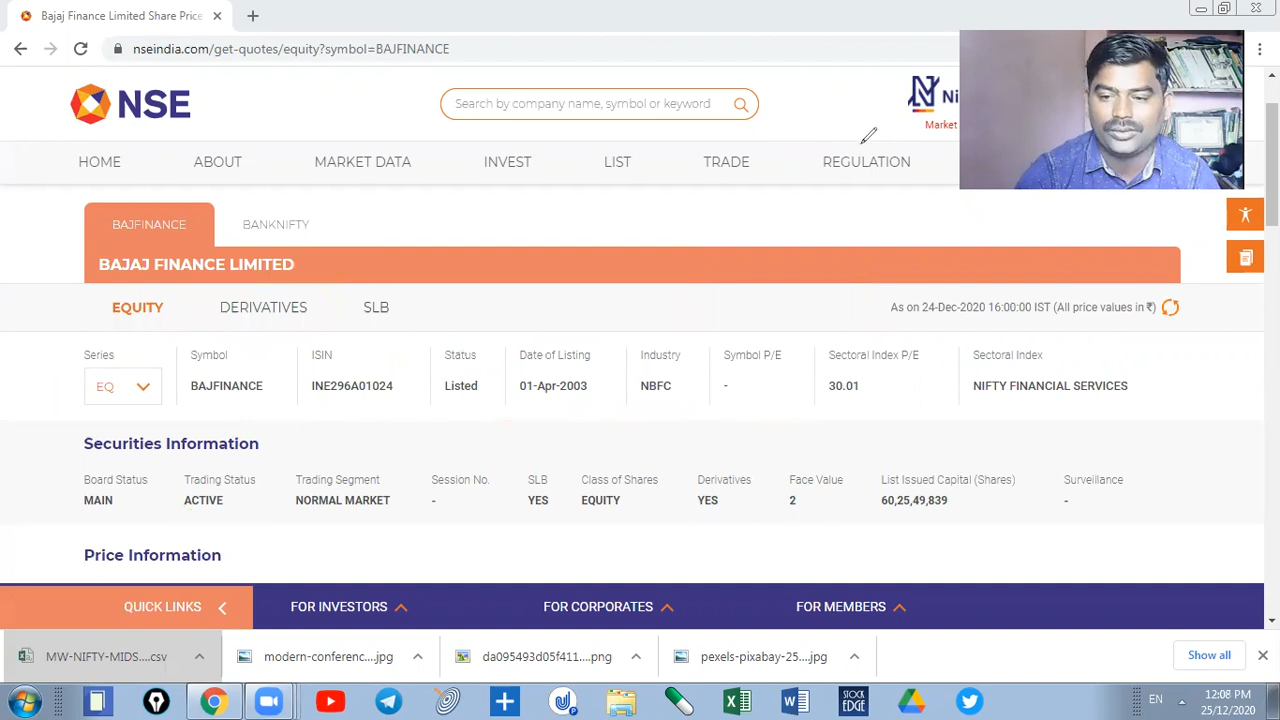 Bajaj Finance Limited Share Price
nseindia.com/get-quotes/equity?symbol=BAJFINANCE
NSE
Search by company name, symbol or keyword
Market
HOME ABOUT MARKET DATA INVEST LIST TRADE REGULATION
BAJFINANCE BANKNIFTY
BAJAJ FINANCE LIMITED
EQUITY DERIVATIVES SLB As on 24-Dec-2020 16:00:00 IST (All price values in ₹)
Series Symbol ISIN Status Date of Listing Industry Symbol P/E Sectoral Index P/E Sectoral Index
EQ BAJFINANCE INE296A01024 Listed 01-Apr-2003 NBFC - 30.01 NIFTY FINANCIAL SERVICES
Securities Information
Board Status Trading Status Trading Segment Session No. SLB Class of Shares Derivatives Face Value List Issued Capital (Shares) Surveillance
MAIN ACTIVE NORMAL MARKET - YES EQUITY YES 2 60,25,49,839 -
Price Information
QUICK LINKS FOR INVESTORS FOR CORPORATES FOR MEMBERS
MW-NIFTY-MIDS....csv modern-conferenc....jpg da095493d05f411....png pexels-pixabay-25....jpg Show all
STOCK EDGE
EN 12:08 PM
25/12/2020